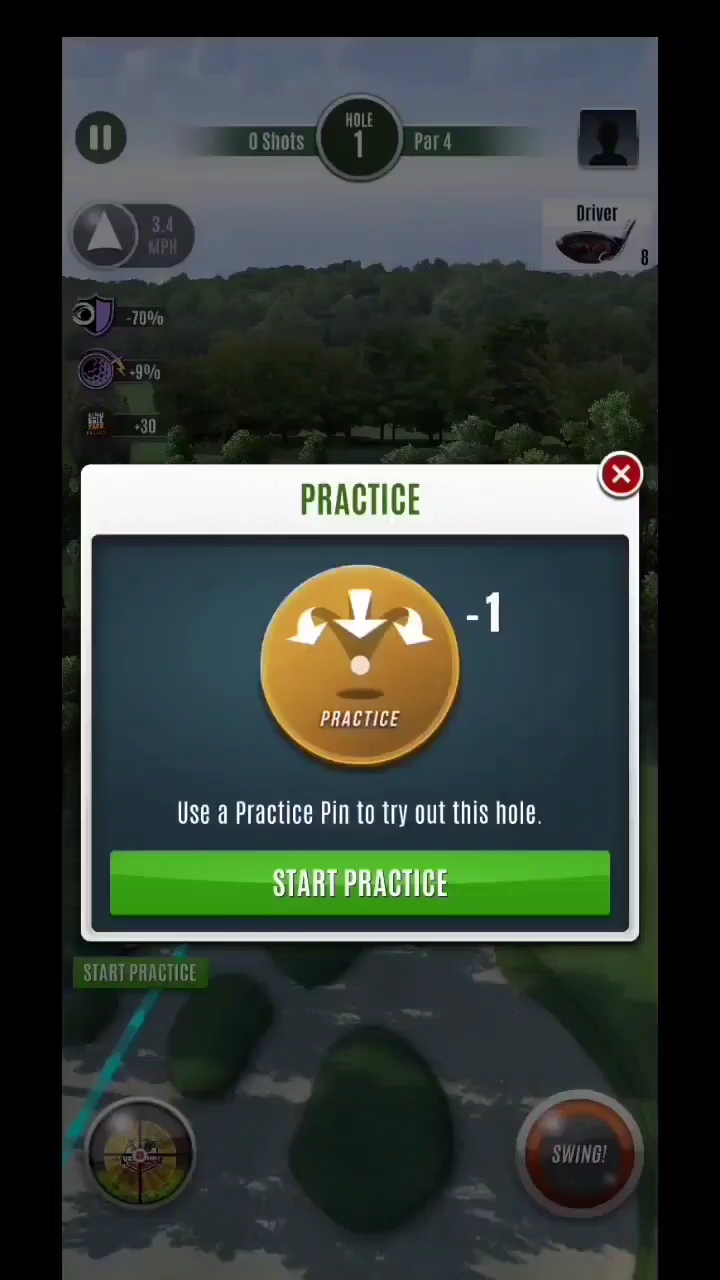 HOLE
0 Shots 1 Par 4
3.4
MPH
Driver
8
-70%
+9%
+30
PRACTICE
-1
PRACTICE
Use a Practice Pin to try out this hole.
START PRACTICE
START PRACTICE
SWING!